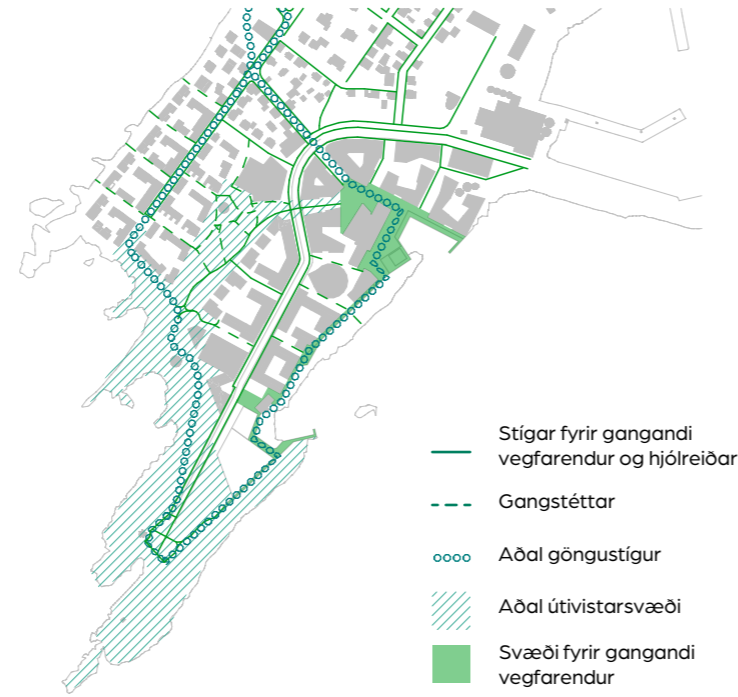 Stígar fyrir gangandi
vegfarendur og hjólreiðar
Gangstéttar
Aðal göngustígur
Aðal útivistarsvæði
Svæði fyrir gangandi
vegfarendur